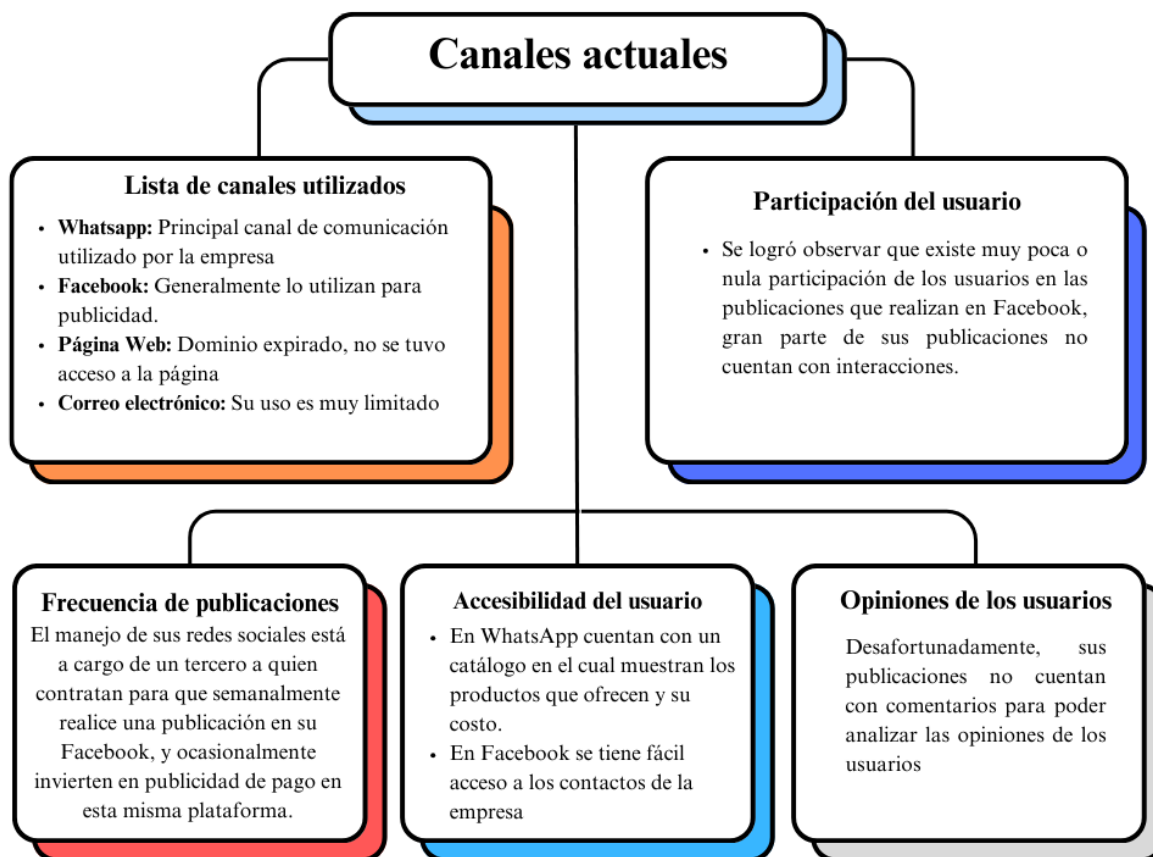 Canales actuales
Lista de canales utilizados
• Whatsapp: Principal canal de comunicación
utilizado por la empresa
• Facebook: Generalmente lo utilizan para
publicidad.
• Página Web: Dominio expirado, no se tuvo
acceso a la página
• Correo electrónico: Su uso es muy limitado
Participación del usuario
• Se logró observar que existe muy poca o
nula participación de los usuarios en las
publicaciones que realizan en Facebook,
gran parte de sus publicaciones no
cuentan con interacciones.
Frecuencia de publicaciones
El manejo de sus redes sociales está
a cargo de un tercero a quien
contratan para que semanalmente
realice una publicación en su
Facebook, y ocasionalmente
invierten en publicidad de pago en
esta misma plataforma.
Accesibilidad del usuario
• En WhatsApp cuentan con un
catálogo en el cual muestran los
productos que ofrecen y su
costo.
• En Facebook se tiene fácil
acceso a los contactos de la
empresa
Opiniones de los usuarios
Desafortunadamente, sus
publicaciones no cuentan
con comentarios para poder
analizar las opiniones de los
usuarios